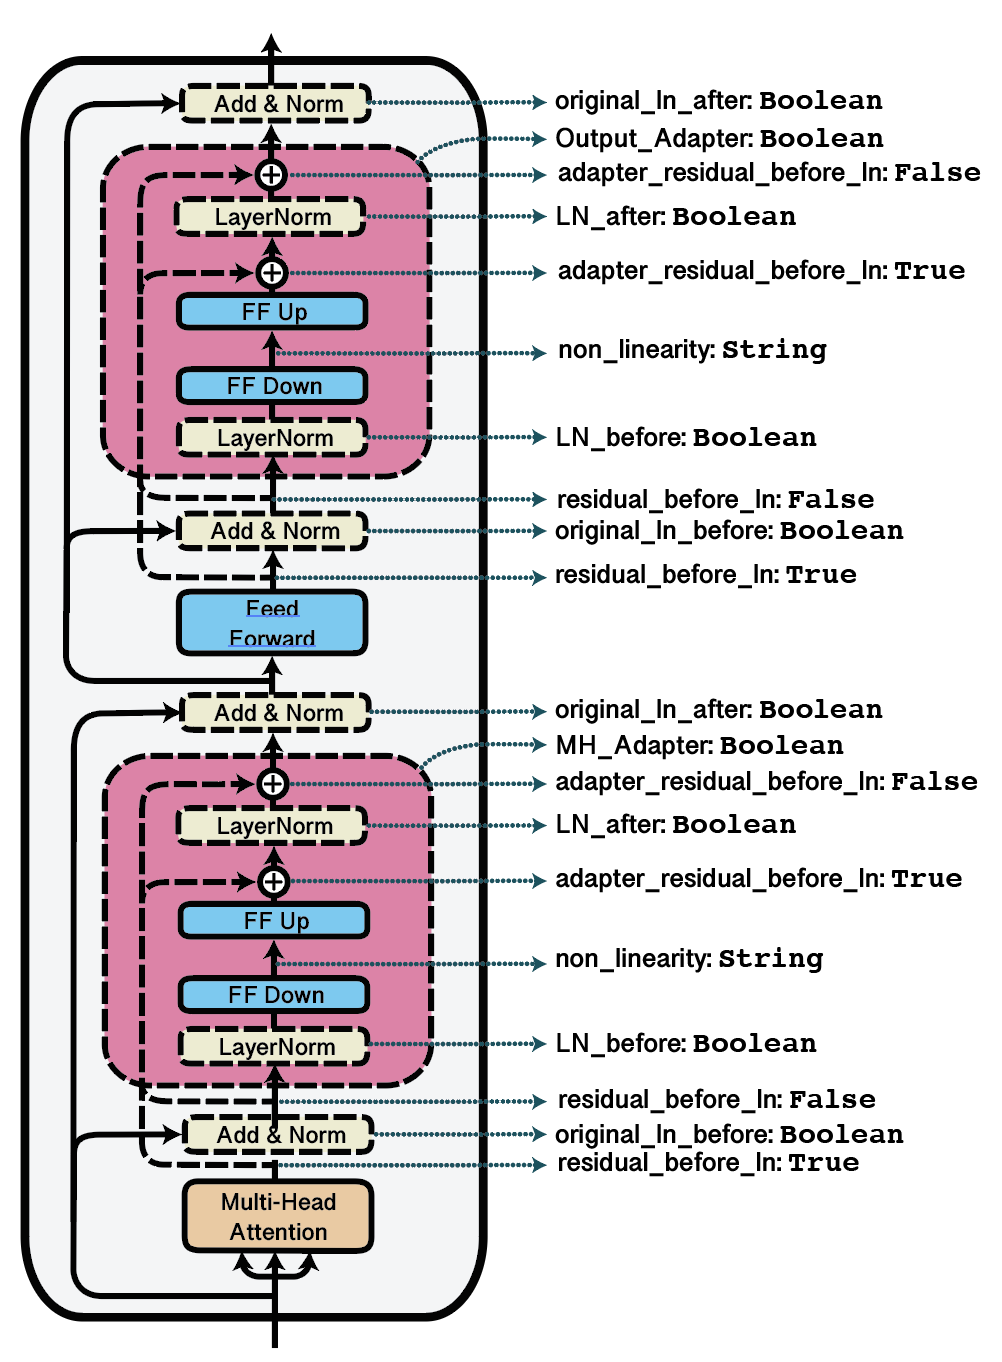 Add & Norm
original_ln_after: Boolean
Output_Adapter: Boolean
adapter_residual_before_ln: False
LayerNorm
LN_after: Boolean
adapter_residual_before_ln: True
FF Up
non_linearity: String
FF Down
LayerNorm
LN_before: Boolean
residual_before_ln: False
Add & Norm
original_ln_before: Boolean
residual_before_ln: True
Feed
Forward
Add & Norm
original_ln_after: Boolean
MH_Adapter: Boolean
adapter_residual_before_ln: False
LayerNorm
LN_after: Boolean
adapter_residual_before_ln: True
FF Up
non_linearity: String
FF Down
LayerNorm
LN_before: Boolean
residual_before_ln: False
Add & Norm
original_ln_before: Boolean
residual_before_ln: True
Multi-Head
Attention